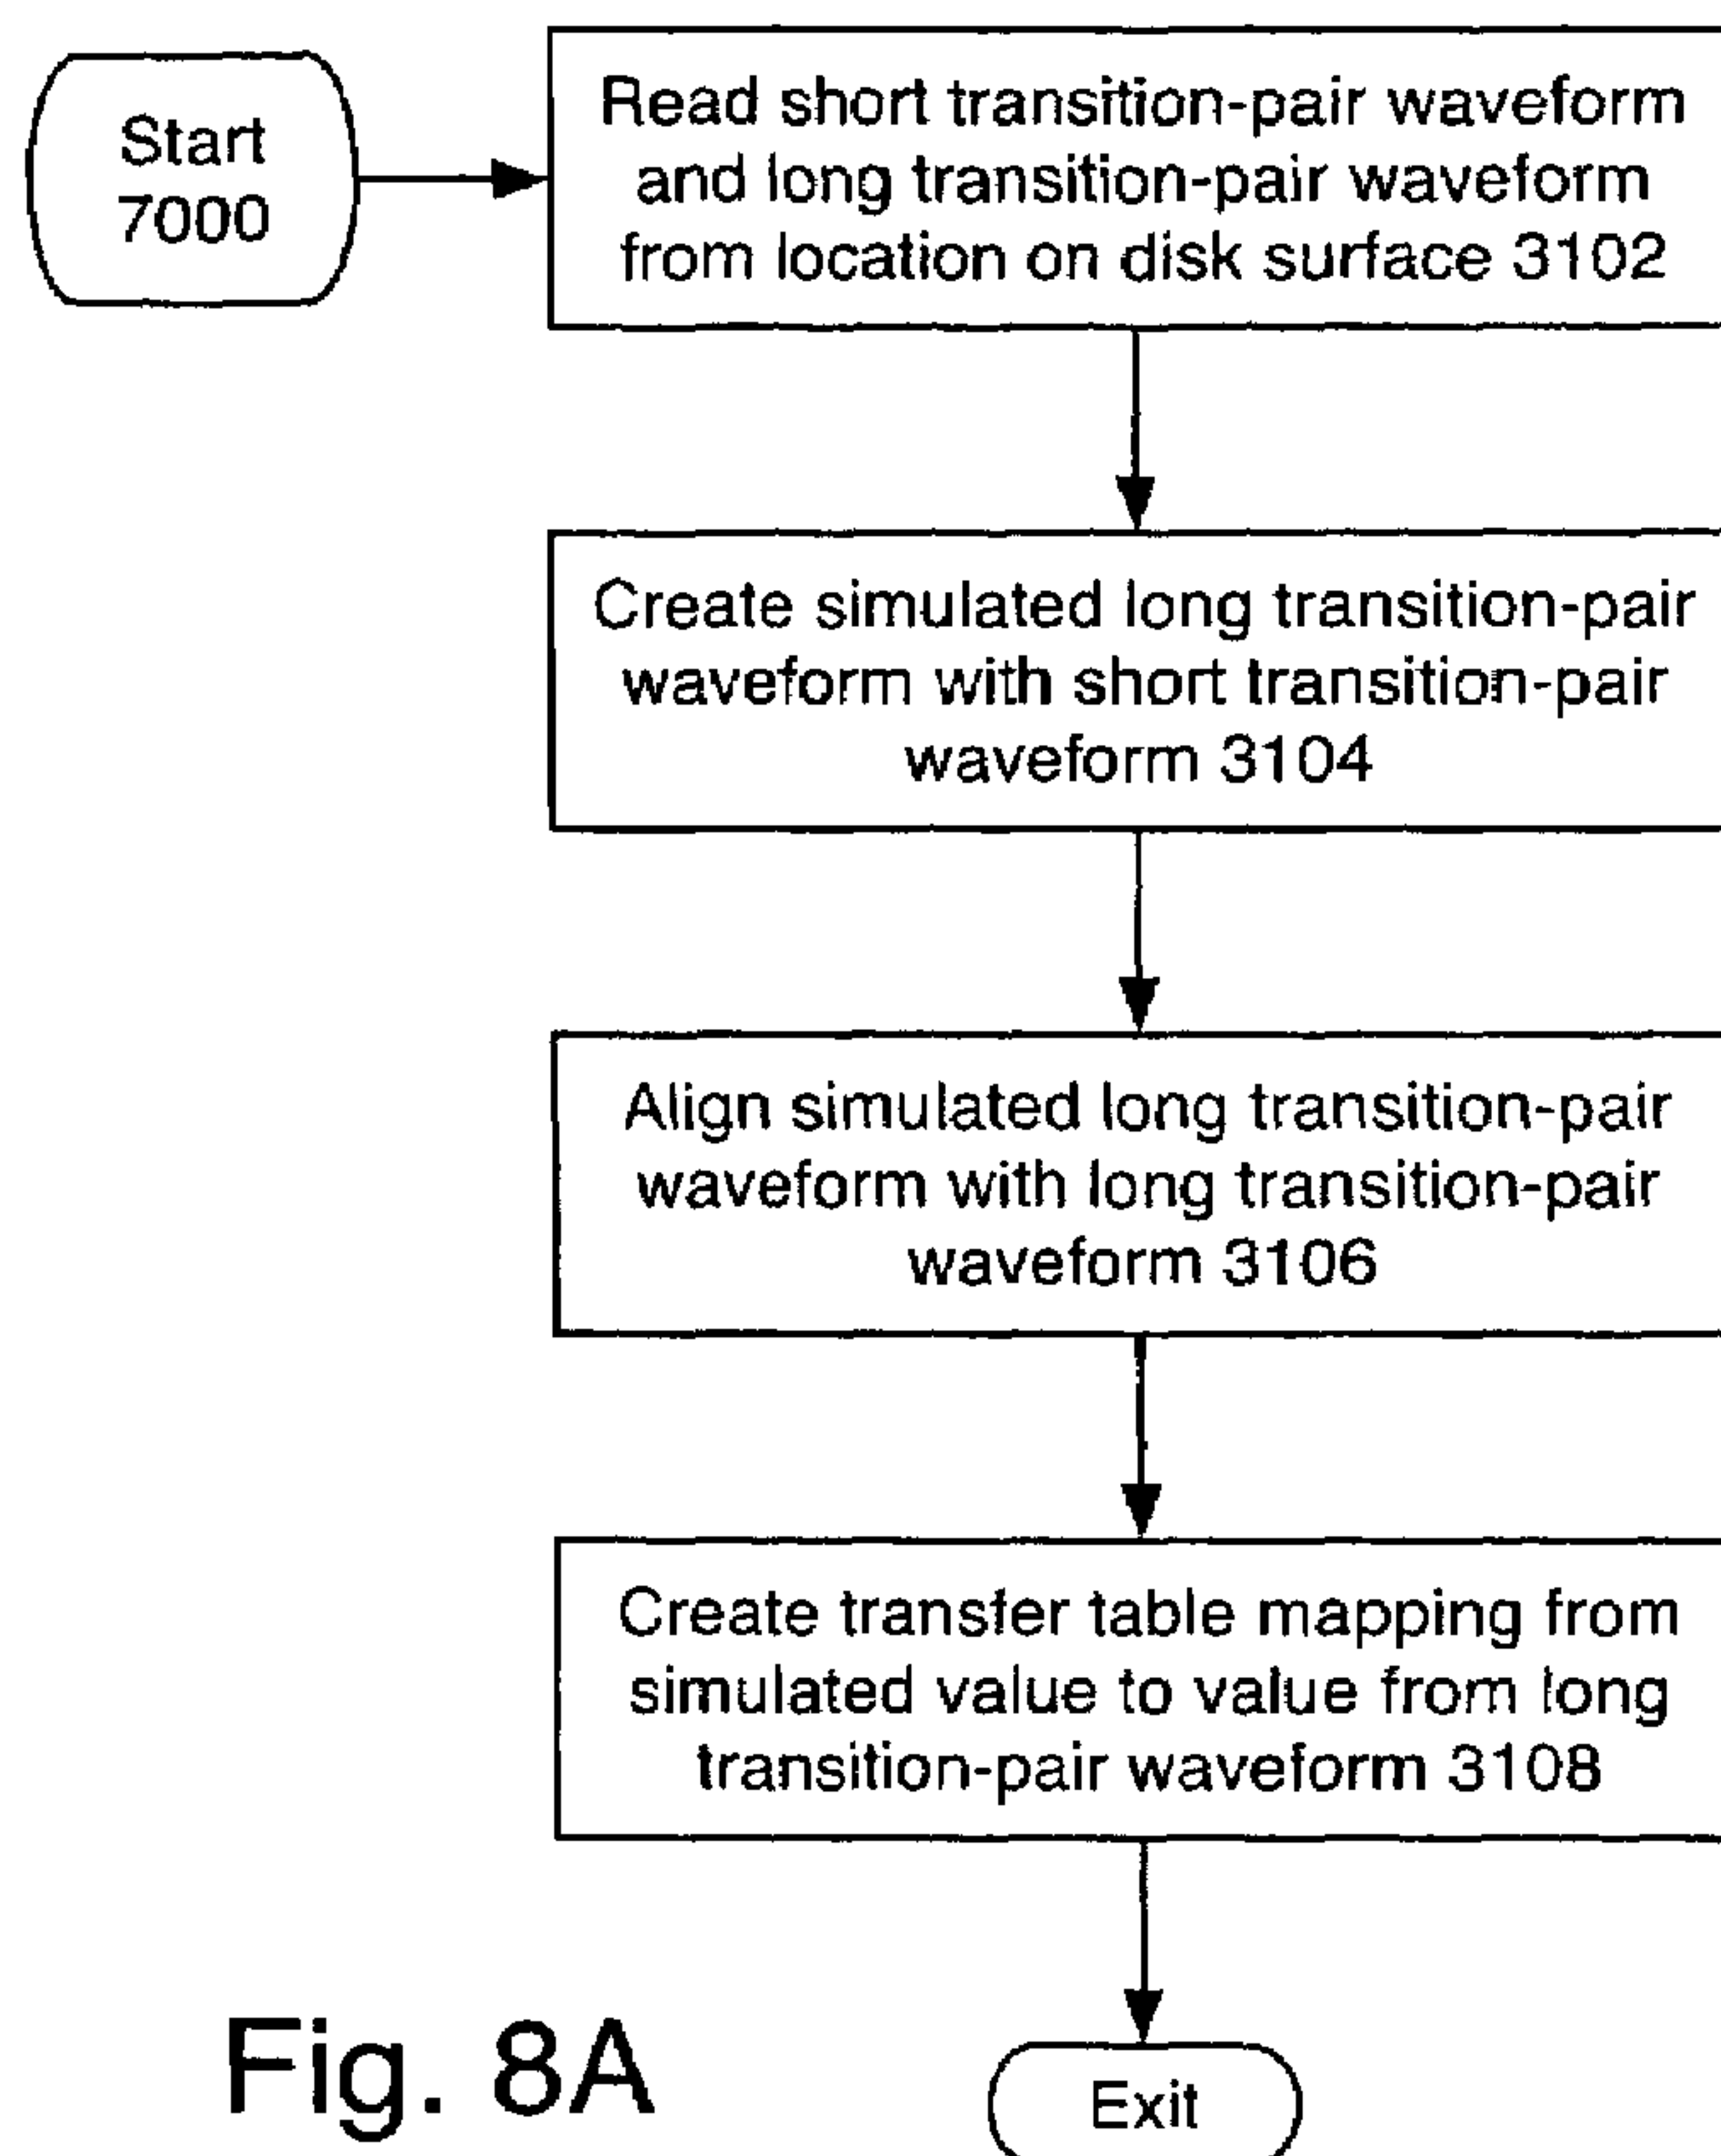 Start
7000
Read short transition-pair waveform
and long transition-pair waveform
from location on disk surface 3102
Create simulated long transition-pair
waveform with short transition-pair
waveform 3104
Align simulated long transition-pair
waveform with long transition-pair
waveform 3106
Create transfer table mapping from
simulated value to value from long
transition-pair waveform 3108
Exit
Fig. 8A